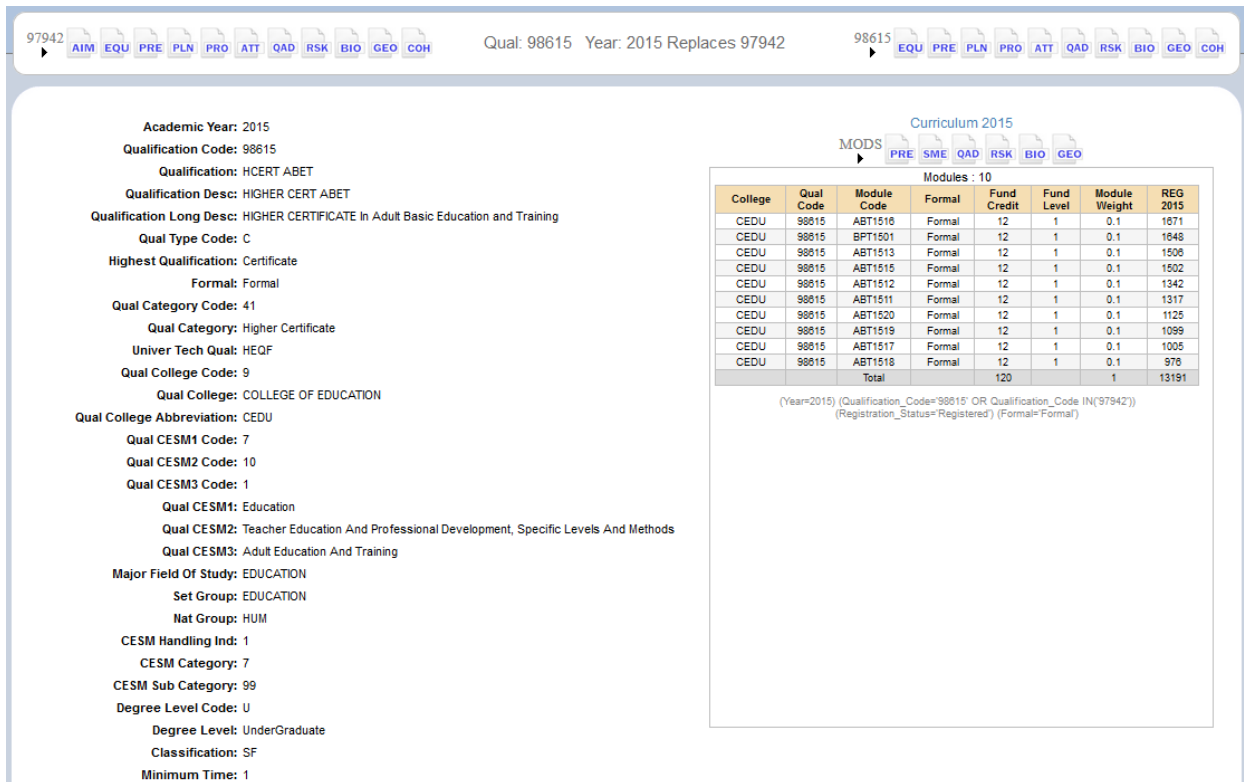 97942 AIM EQU PRE PLN PRO ATT QAD RSK BIO GEO COH Qual: 98615 Year: 2015 Replaces 97942 98615 EQU PRE PLN PRO ATT QAD RSK BIO GEO COH
Academic Year: 2015
Qualification Code: 98615
Qualification: HCERT ABET
Qualification Desc: HIGHER CERT ABET
Qualification Long Desc: HIGHER CERTIFICATE In Adult Basic Education and Training
Qual Type Code: C
Highest Qualification: Certificate
Formal: Formal
Qual Category Code: 41
Qual Category: Higher Certificate
Univer Tech Qual: HEQF
Qual College Code: 9
Qual College: COLLEGE OF EDUCATION
Qual College Abbreviation: CEDU
Qual CESM1 Code: 7
Qual CESM2 Code: 10
Qual CESM3 Code: 1
Qual CESM1: Education
Qual CESM2: Teacher Education And Professional Development, Specific Levels And Methods
Qual CESM3: Adult Education And Training
Major Field Of Study: EDUCATION
Set Group: EDUCATION
Nat Group: HUM
CESM Handling Ind: 1
CESM Category: 7
CESM Sub Category: 99
Degree Level Code: U
Degree Level: UnderGraduate
Classification: SF
Minimum Time: 1
Curriculum 2015
MODS PRE SME QAD RSK BIO GEO
Modules : 10
College Qual Code Module Code Formal Fund Credit Fund Level Module Weight REG 2015
CEDU 98615 ABT1516 Formal 12 1 0.1 1671
CEDU 98615 BPT1501 Formal 12 1 0.1 1648
CEDU 98615 ABT1513 Formal 12 1 0.1 1506
CEDU 98615 ABT1515 Formal 12 1 0.1 1502
CEDU 98615 ABT1512 Formal 12 1 0.1 1342
CEDU 98615 ABT1511 Formal 12 1 0.1 1317
CEDU 98615 ABT1520 Formal 12 1 0.1 1125
CEDU 98615 ABT1519 Formal 12 1 0.1 1099
CEDU 98615 ABT1517 Formal 12 1 0.1 1005
CEDU 98615 ABT1518 Formal 12 1 0.1 976
Total 120 1 13191
(Year=2015) (Qualification_Code='98615' OR Qualification_Code IN('97942'))
(Registration_Status='Registered') (Formal='Formal')